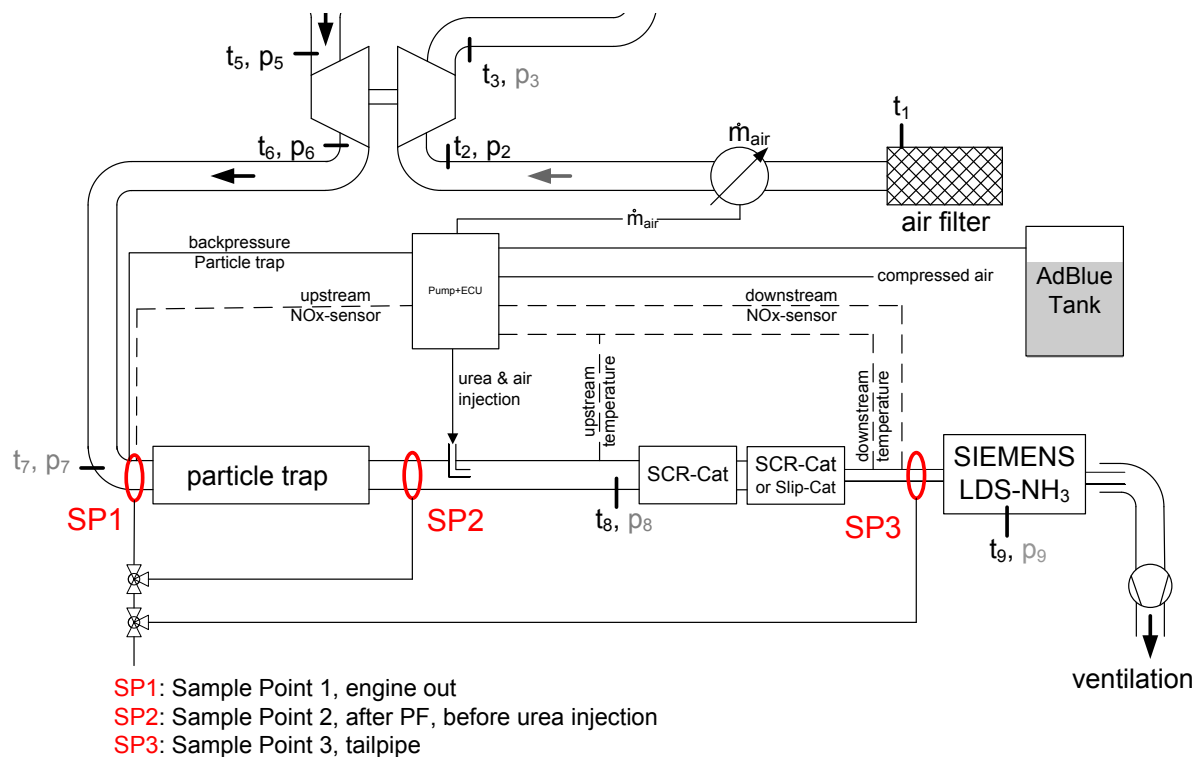 t5, p5
t3, p3
t1
ṁair
t6, p6
t2, p2
air filter
ṁair
backpressure
Particle trap
Pump+ECU
compressed air
AdBlue
Tank
upstream
NOx-sensor
downstream
NOx-sensor
urea & air
injection
upstream
temperature
downstream
temperature
t7, p7
particle trap
SCR-Cat
SCR-Cat
or Slip-Cat
SIEMENS
LDS-NH3
SP1
SP2
SP3
t8, p8
t9, p9
ventilation
SP1: Sample Point 1, engine out
SP2: Sample Point 2, after PF, before urea injection
SP3: Sample Point 3, tailpipe